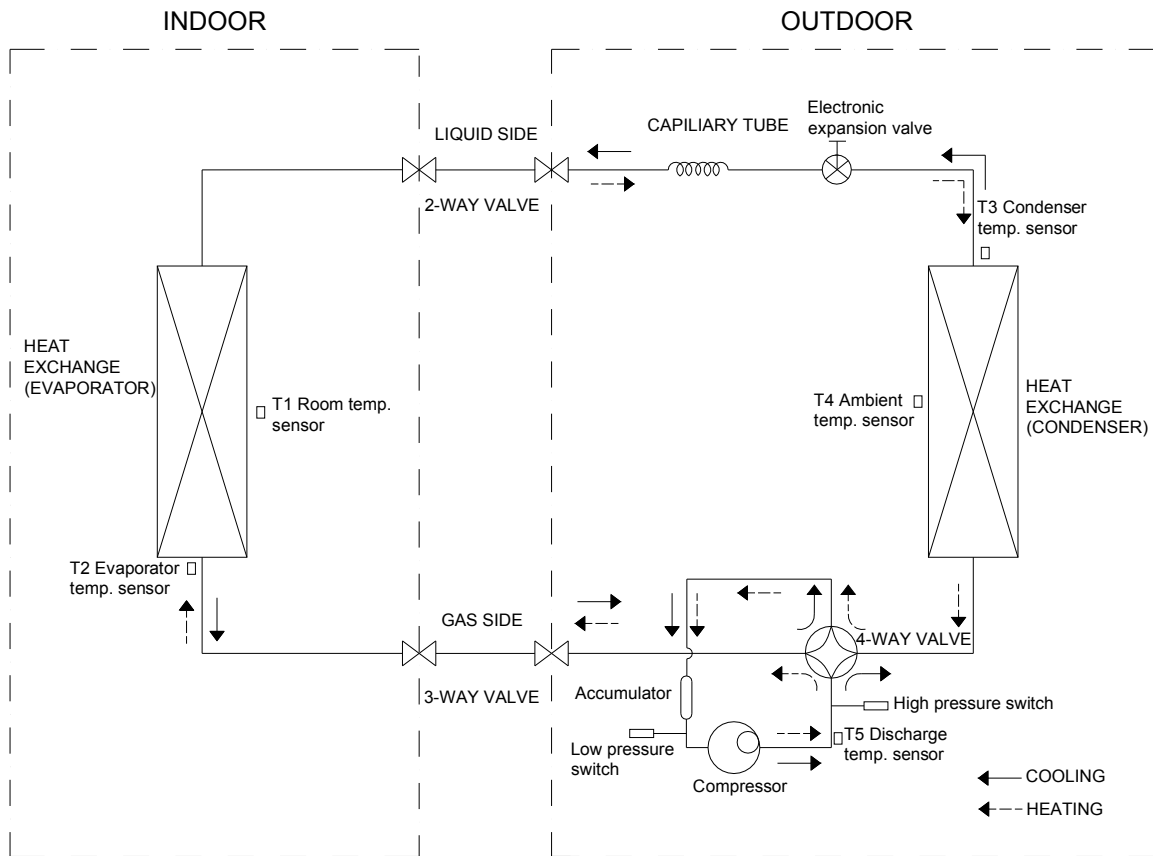 INDOOR
OUTDOOR
LIQUID SIDE
CAPILIARY TUBE
Electronic
expansion valve
2-WAY VALVE
T3 Condenser
temp. sensor
HEAT
EXCHANGE
(EVAPORATOR)
T1 Room temp.
sensor
T4 Ambient
temp. sensor
HEAT
EXCHANGE
(CONDENSER)
T2 Evaporator
temp. sensor
GAS SIDE
4-WAY VALVE
3-WAY VALVE
Accumulator
High pressure switch
Low pressure
switch
T5 Discharge
temp. sensor
Compressor
COOLING
HEATING